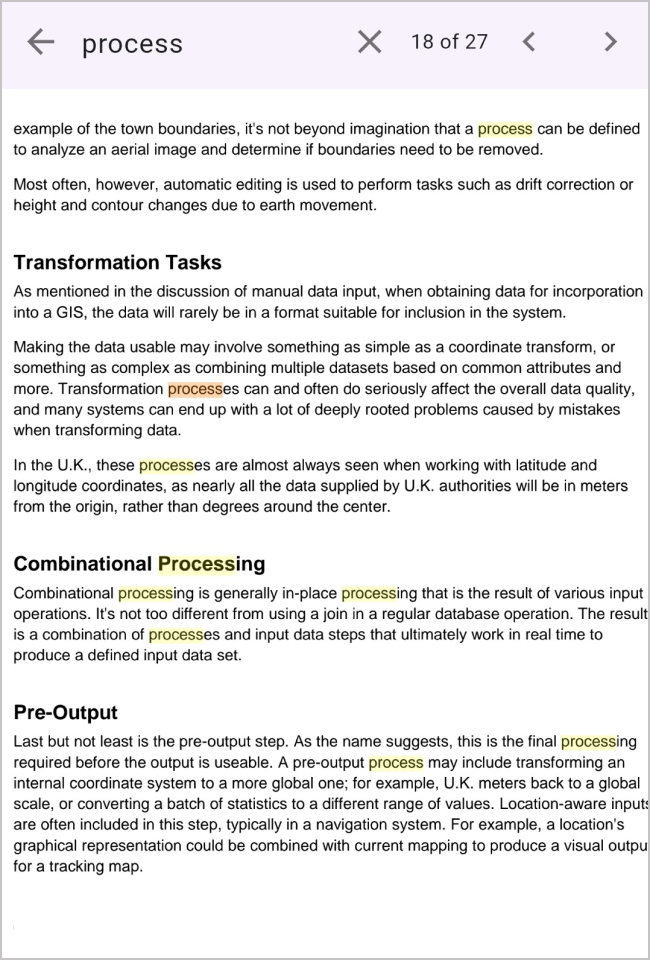 process
18 of 27
example of the town boundaries, it's not beyond imagination that a process can be defined
to analyze an aerial image and determine if boundaries need to be removed.
Most often, however, automatic editing is used to perform tasks such as drift correction or
height and contour changes due to earth movement.
Transformation Tasks
As mentioned in the discussion of manual data input, when obtaining data for incorporation
into a GIS, the data will rarely be in a format suitable for inclusion in the system.
Making the data usable may involve something as simple as a coordinate transform, or
something as complex as combining multiple datasets based on common attributes and
more. Transformation processes can and often do seriously affect the overall data quality,
and many systems can end up with a lot of deeply rooted problems caused by mistakes
when transforming data.
In the U.K., these processes are almost always seen when working with latitude and
longitude coordinates, as nearly all the data supplied by U.K. authorities will be in meters
from the origin, rather than degrees around the center.
Combinational Processing
Combinational processing is generally in-place processing that is the result of various input
operations. It's not too different from using a join in a regular database operation. The result
is a combination of processes and input data steps that ultimately work in real time to
produce a defined input data set.
Pre-Output
Last but not least is the pre-output step. As the name suggests, this is the final processing
required before the output is useable. A pre-output process may include transforming an
internal coordinate system to a more global one; for example, U.K. meters back to a global
scale, or converting a batch of statistics to a different range of values. Location-aware inputs
are often included in this step, typically in a navigation system. For example, a location's
graphical representation could be combined with current mapping to produce a visual outpu
for a tracking map.